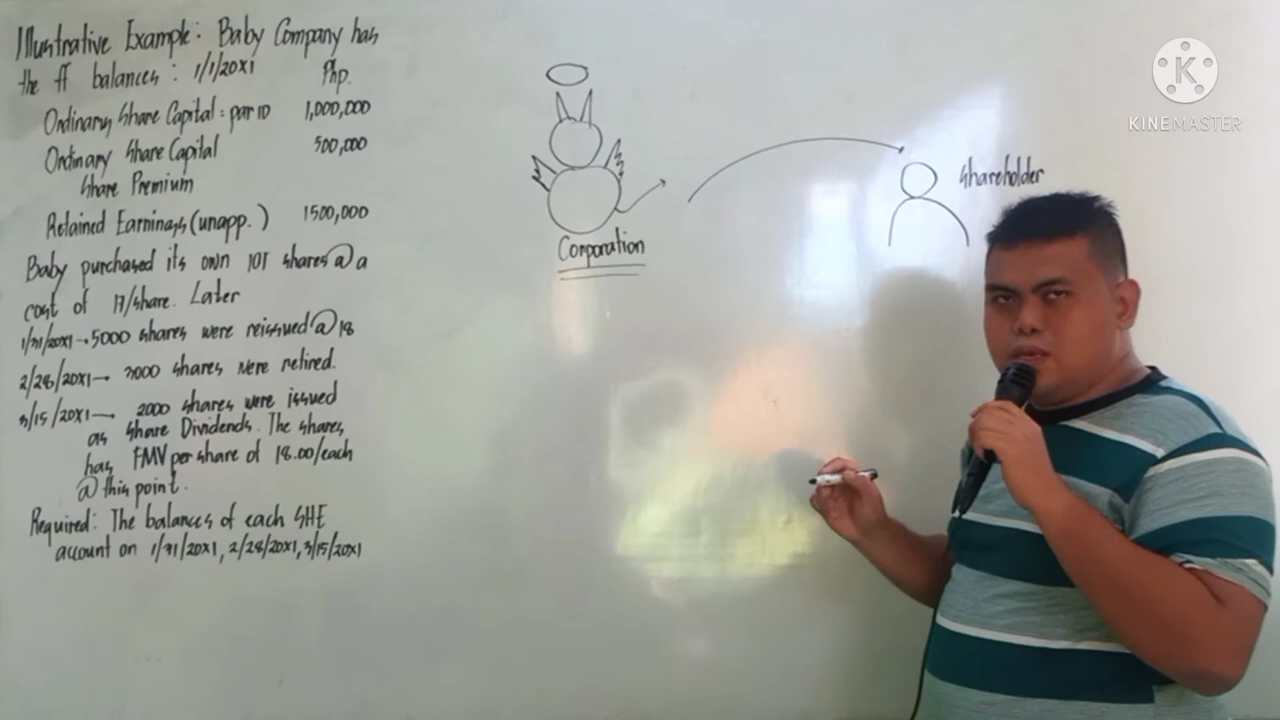 Illustrative Example: Baby Company has
the ff balances: 1/1/20X1 Php.
Ordinary Share Capital: par 10 1,000,000
Ordinary Share Capital 500,000
Share Premium
Retained Earnings (unapp.) 1500,000
Baby purchased its own 10T shares @ a
cost of 17/share. Later
1/31/20X1 → 5000 shares were reissued @ 18
2/28/20X1 → 3000 shares were retired.
3/15/20X1 → 2000 shares were issued
as share Dividends. The shares
has FMV per share of 18.00/each
@ this point.
Required: The balances of each SHE
account on 1/31/20X1, 2/28/20X1, 3/15/20X1
Corporation
Shareholder
K
KINEMASTER